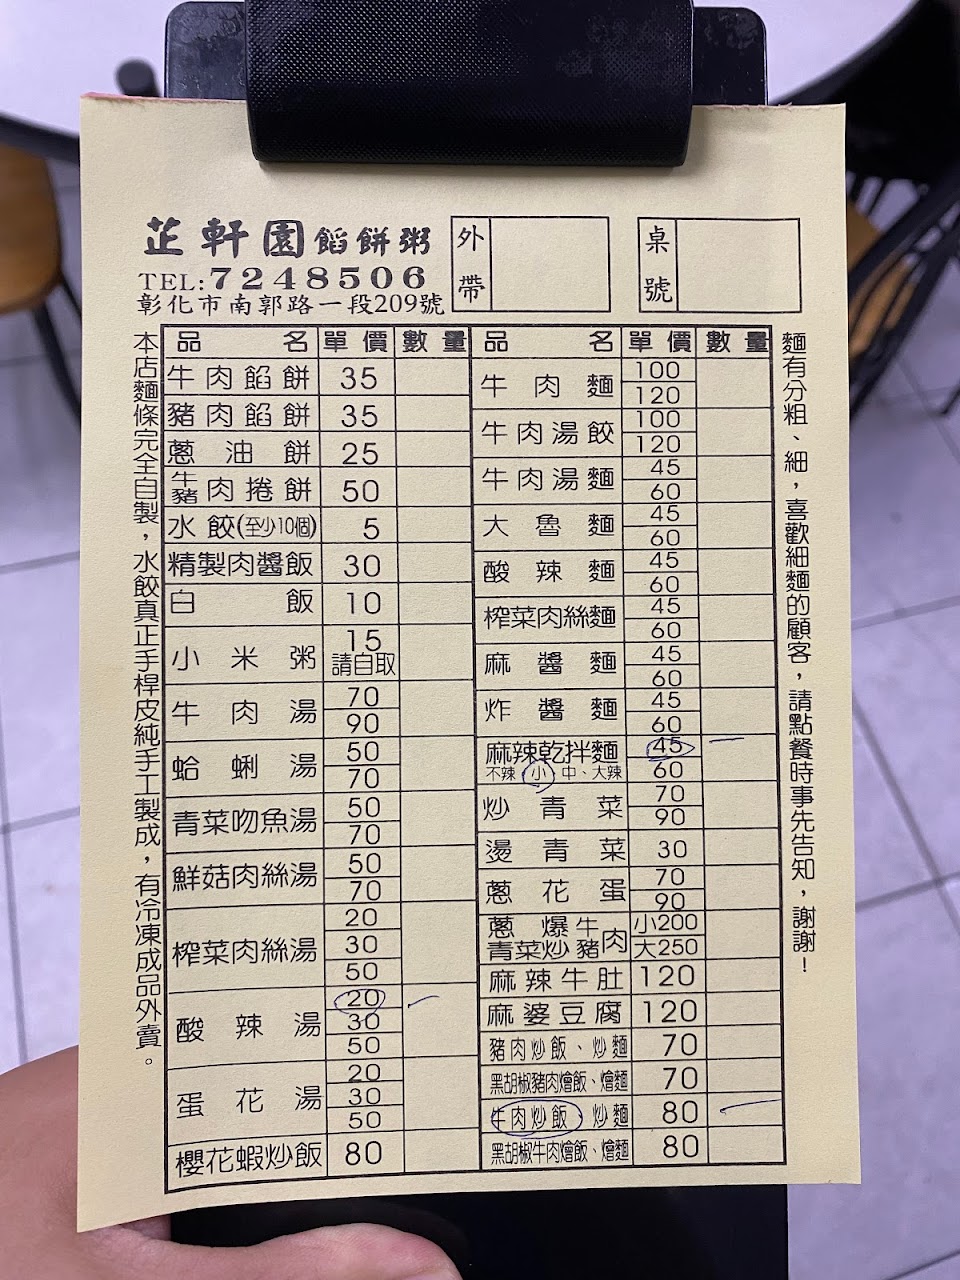 芷軒園餡餅粥
TEL:7248506
彰化市南郭路一段209號
外帶
桌號
本店麵條完全自製，水餃真正手桿皮純手工製成，有冷凍成品外賣。
品名 單價 數量
牛肉餡餅 35
豬肉餡餅 35
蔥油餅 25
牛豬肉捲餅 50
水餃(至少10個) 5
精製肉醬飯 30
白飯 10
小米粥 15 請自取
牛肉湯 70 90
蛤蜊湯 50 70
青菜吻魚湯 50 70
鮮菇肉絲湯 50 70
榨菜肉絲湯 20 30 50
酸辣湯 20 30 50
蛋花湯 20 30 50
櫻花蝦炒飯 80
品名 單價 數量
牛肉麵 100 120
牛肉湯餃 100 120
牛肉湯麵 45 60
大魯麵 45 60
酸辣麵 45 60
榨菜肉絲麵 45 60
麻醬麵 45 60
炸醬麵 45 60
麻辣乾拌麵 45 60
不辣 小 中、大辣
炒青菜 70 90
燙青菜 30
蔥花蛋 70 90
蔥爆牛肉 小200
青菜炒豬肉 大250
麻辣牛肚 120
麻婆豆腐 120
豬肉炒飯、炒麵 70
黑胡椒豬肉燴飯、燴麵 70
牛肉炒飯 炒麵 80
黑胡椒牛肉燴飯、燴麵 80
麵有分粗、細，喜歡細麵的顧客，請點餐時事先告知，謝謝！